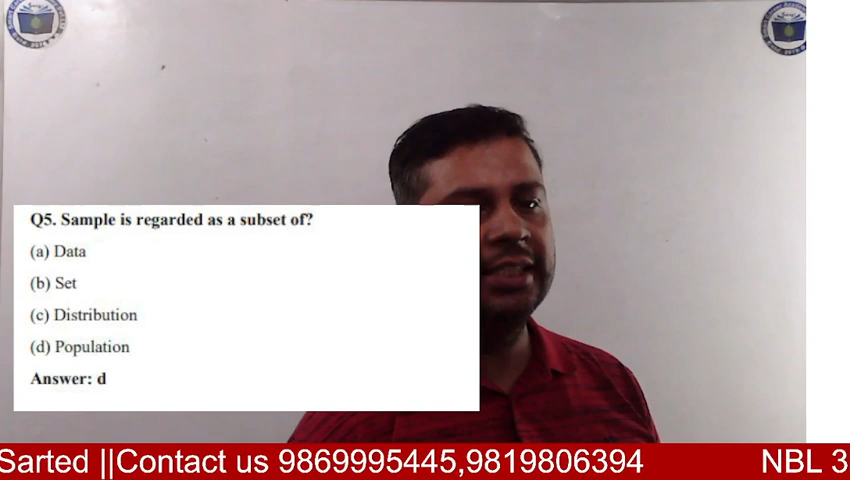 Q5. Sample is regarded as a subset of?
(a) Data
(b) Set
(c) Distribution
(d) Population
Answer: d
Sarted ||Contact us 9869995445,9819806394 NBL 3